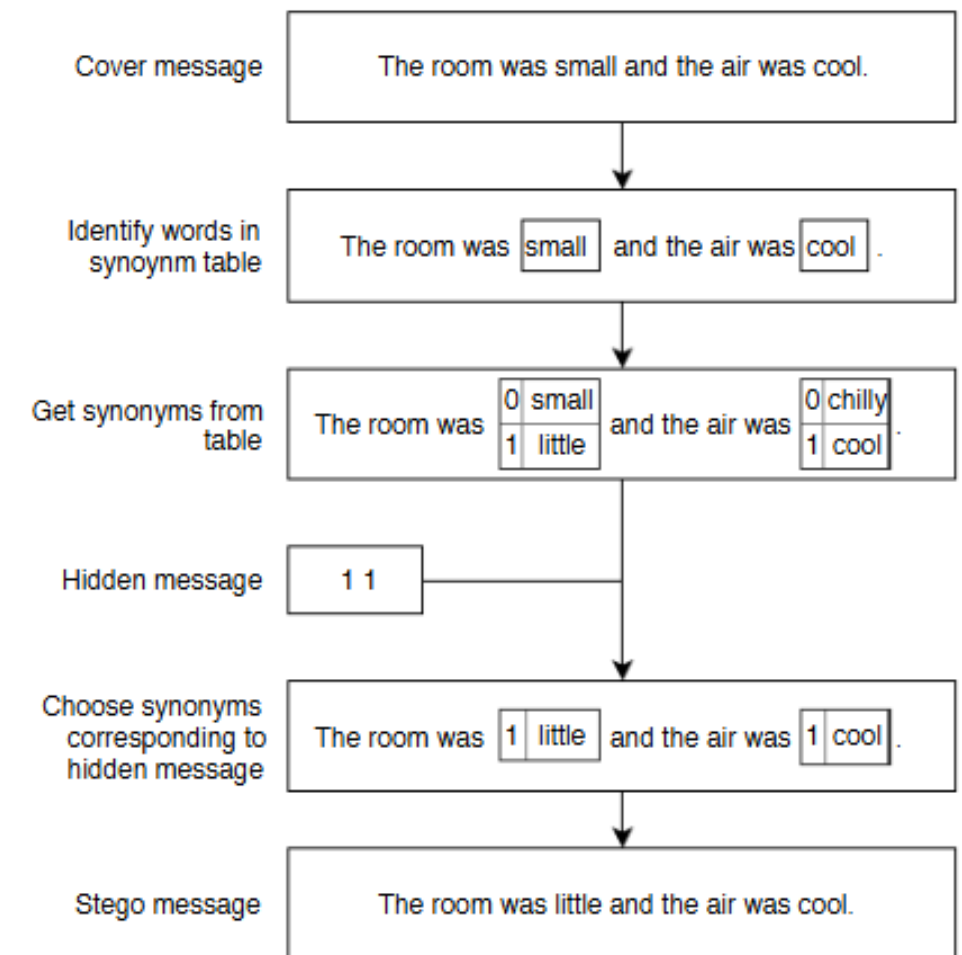 Cover message
The room was small and the air was cool.
Identify words in
synoynm table
The room was small and the air was cool .
Get synonyms from
table
The room was 0 small 1 little and the air was 0 chilly 1 cool .
Hidden message
1 1
Choose synonyms
corresponding to
hidden message
The room was 1 little and the air was 1 cool .
Stego message
The room was little and the air was cool.